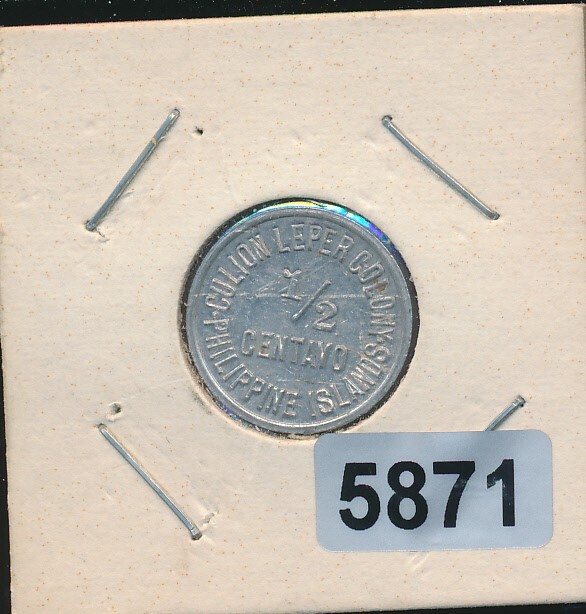 ·CULION LEPER COLONY·
1/2
CENTAVO
PHILIPPINE ISLANDS
5871